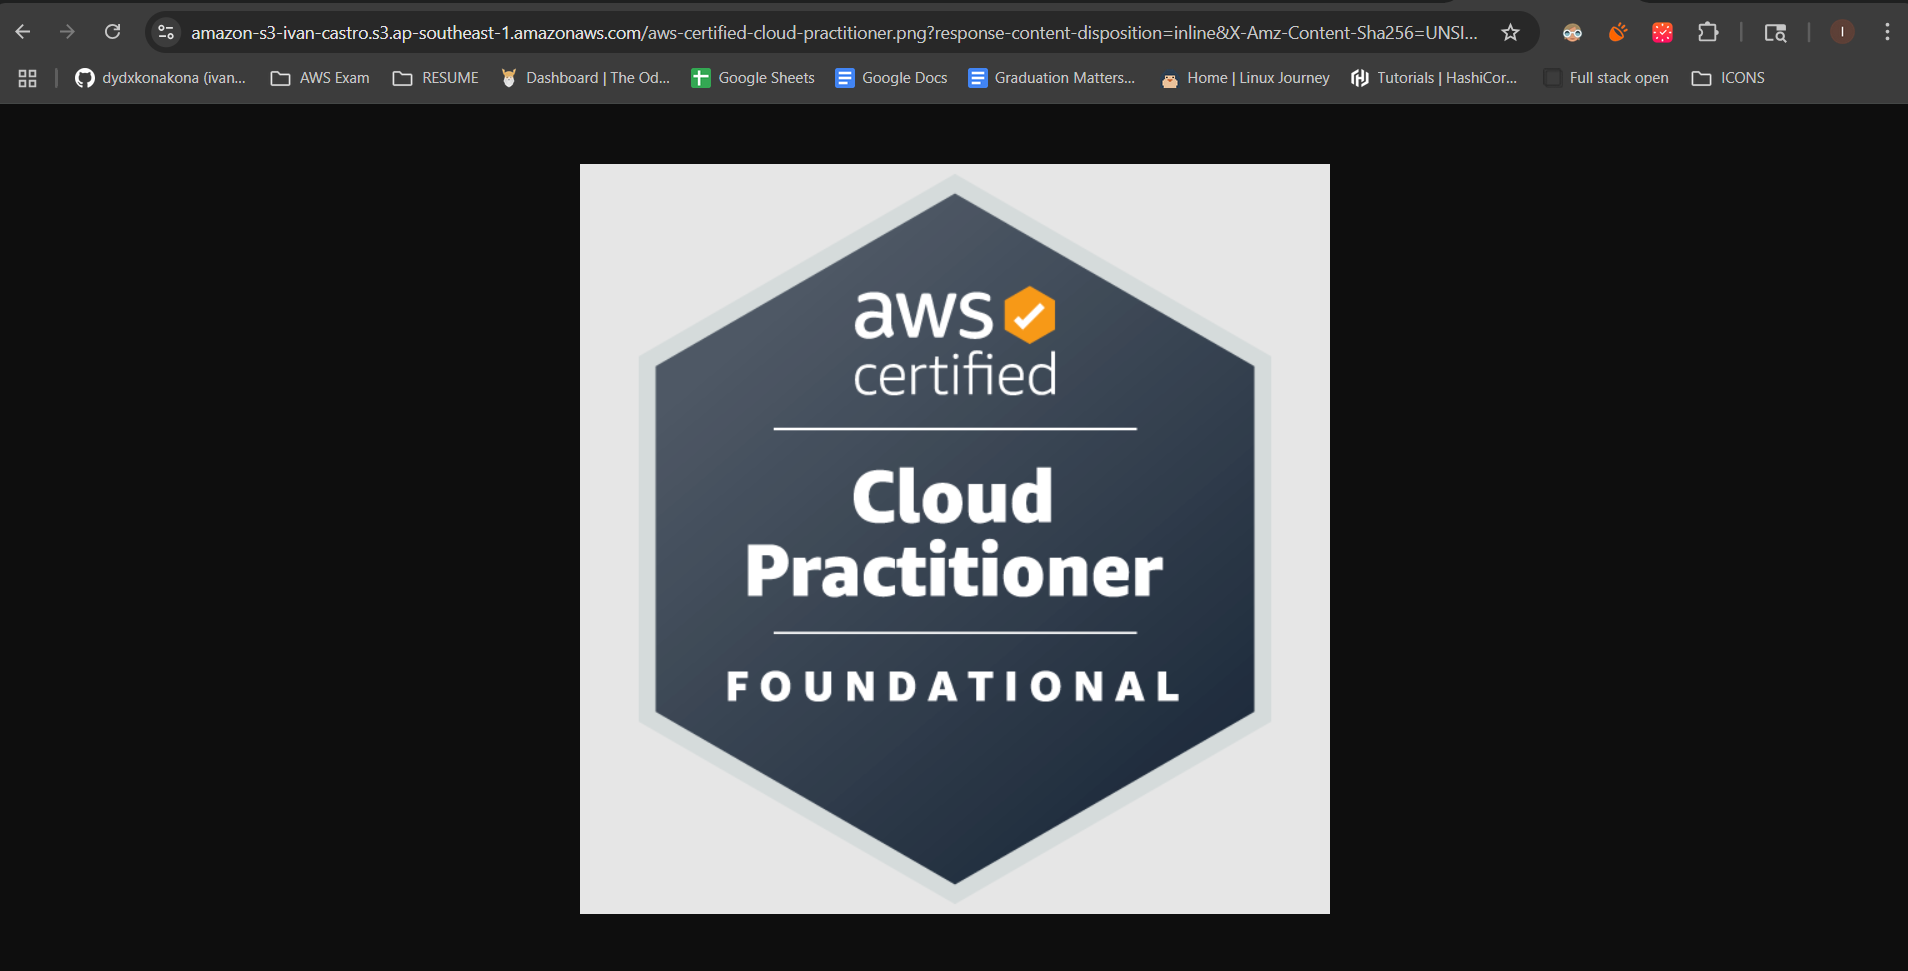 amazon-s3-ivan-castro.s3.ap-southeast-1.amazonaws.com/aws-certified-cloud-practitioner.png?response-content-disposition=inline&X-Amz-Content-Sha256=UNSI...
I
dydxkonakona (ivan... AWS Exam RESUME Dashboard | The Od... Google Sheets Google Docs Graduation Matters... Home | Linux Journey Tutorials | HashiCor... Full stack open ICONS
aws
certified
Cloud
Practitioner
FOUNDATIONAL